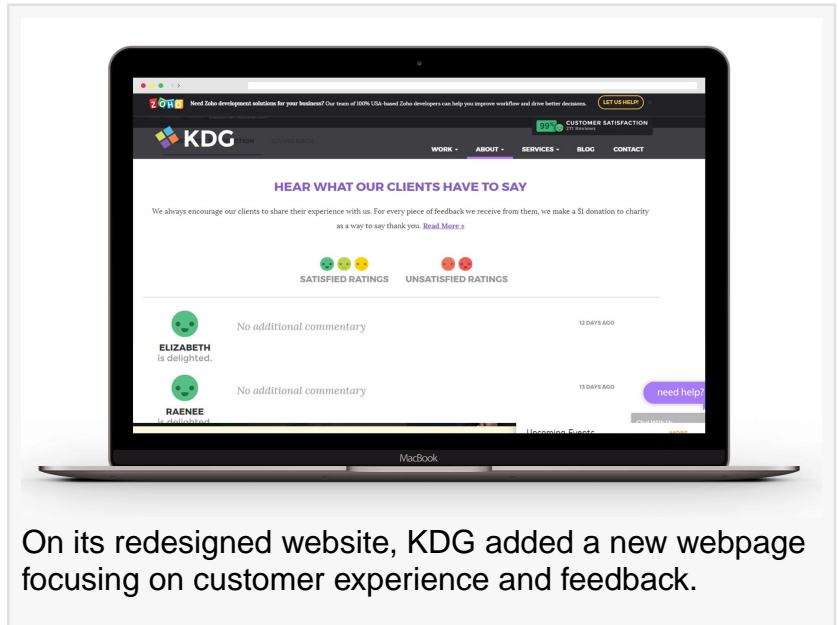 ZOHO Need Zoho development solutions for your business? Our team of 100% USA-based Zoho developers can help you improve workflow and drive better decisions. LET US HELP!
99% CUSTOMER SATISFACTION
271 Reviews
KDG
GIVING BACK
WORK ABOUT SERVICES BLOG CONTACT
HEAR WHAT OUR CLIENTS HAVE TO SAY
We always encourage our clients to share their experience with us. For every piece of feedback we receive from them, we make a $1 donation to charity
as a way to say thank you. Read More »
SATISFIED RATINGS UNSATISFIED RATINGS
No additional commentary 12 DAYS AGO
ELIZABETH
is delighted.
No additional commentary 13 DAYS AGO
need help?
RAENEE
is delighted
Upcoming Events MORE
MacBook
On its redesigned website, KDG added a new webpage
focusing on customer experience and feedback.